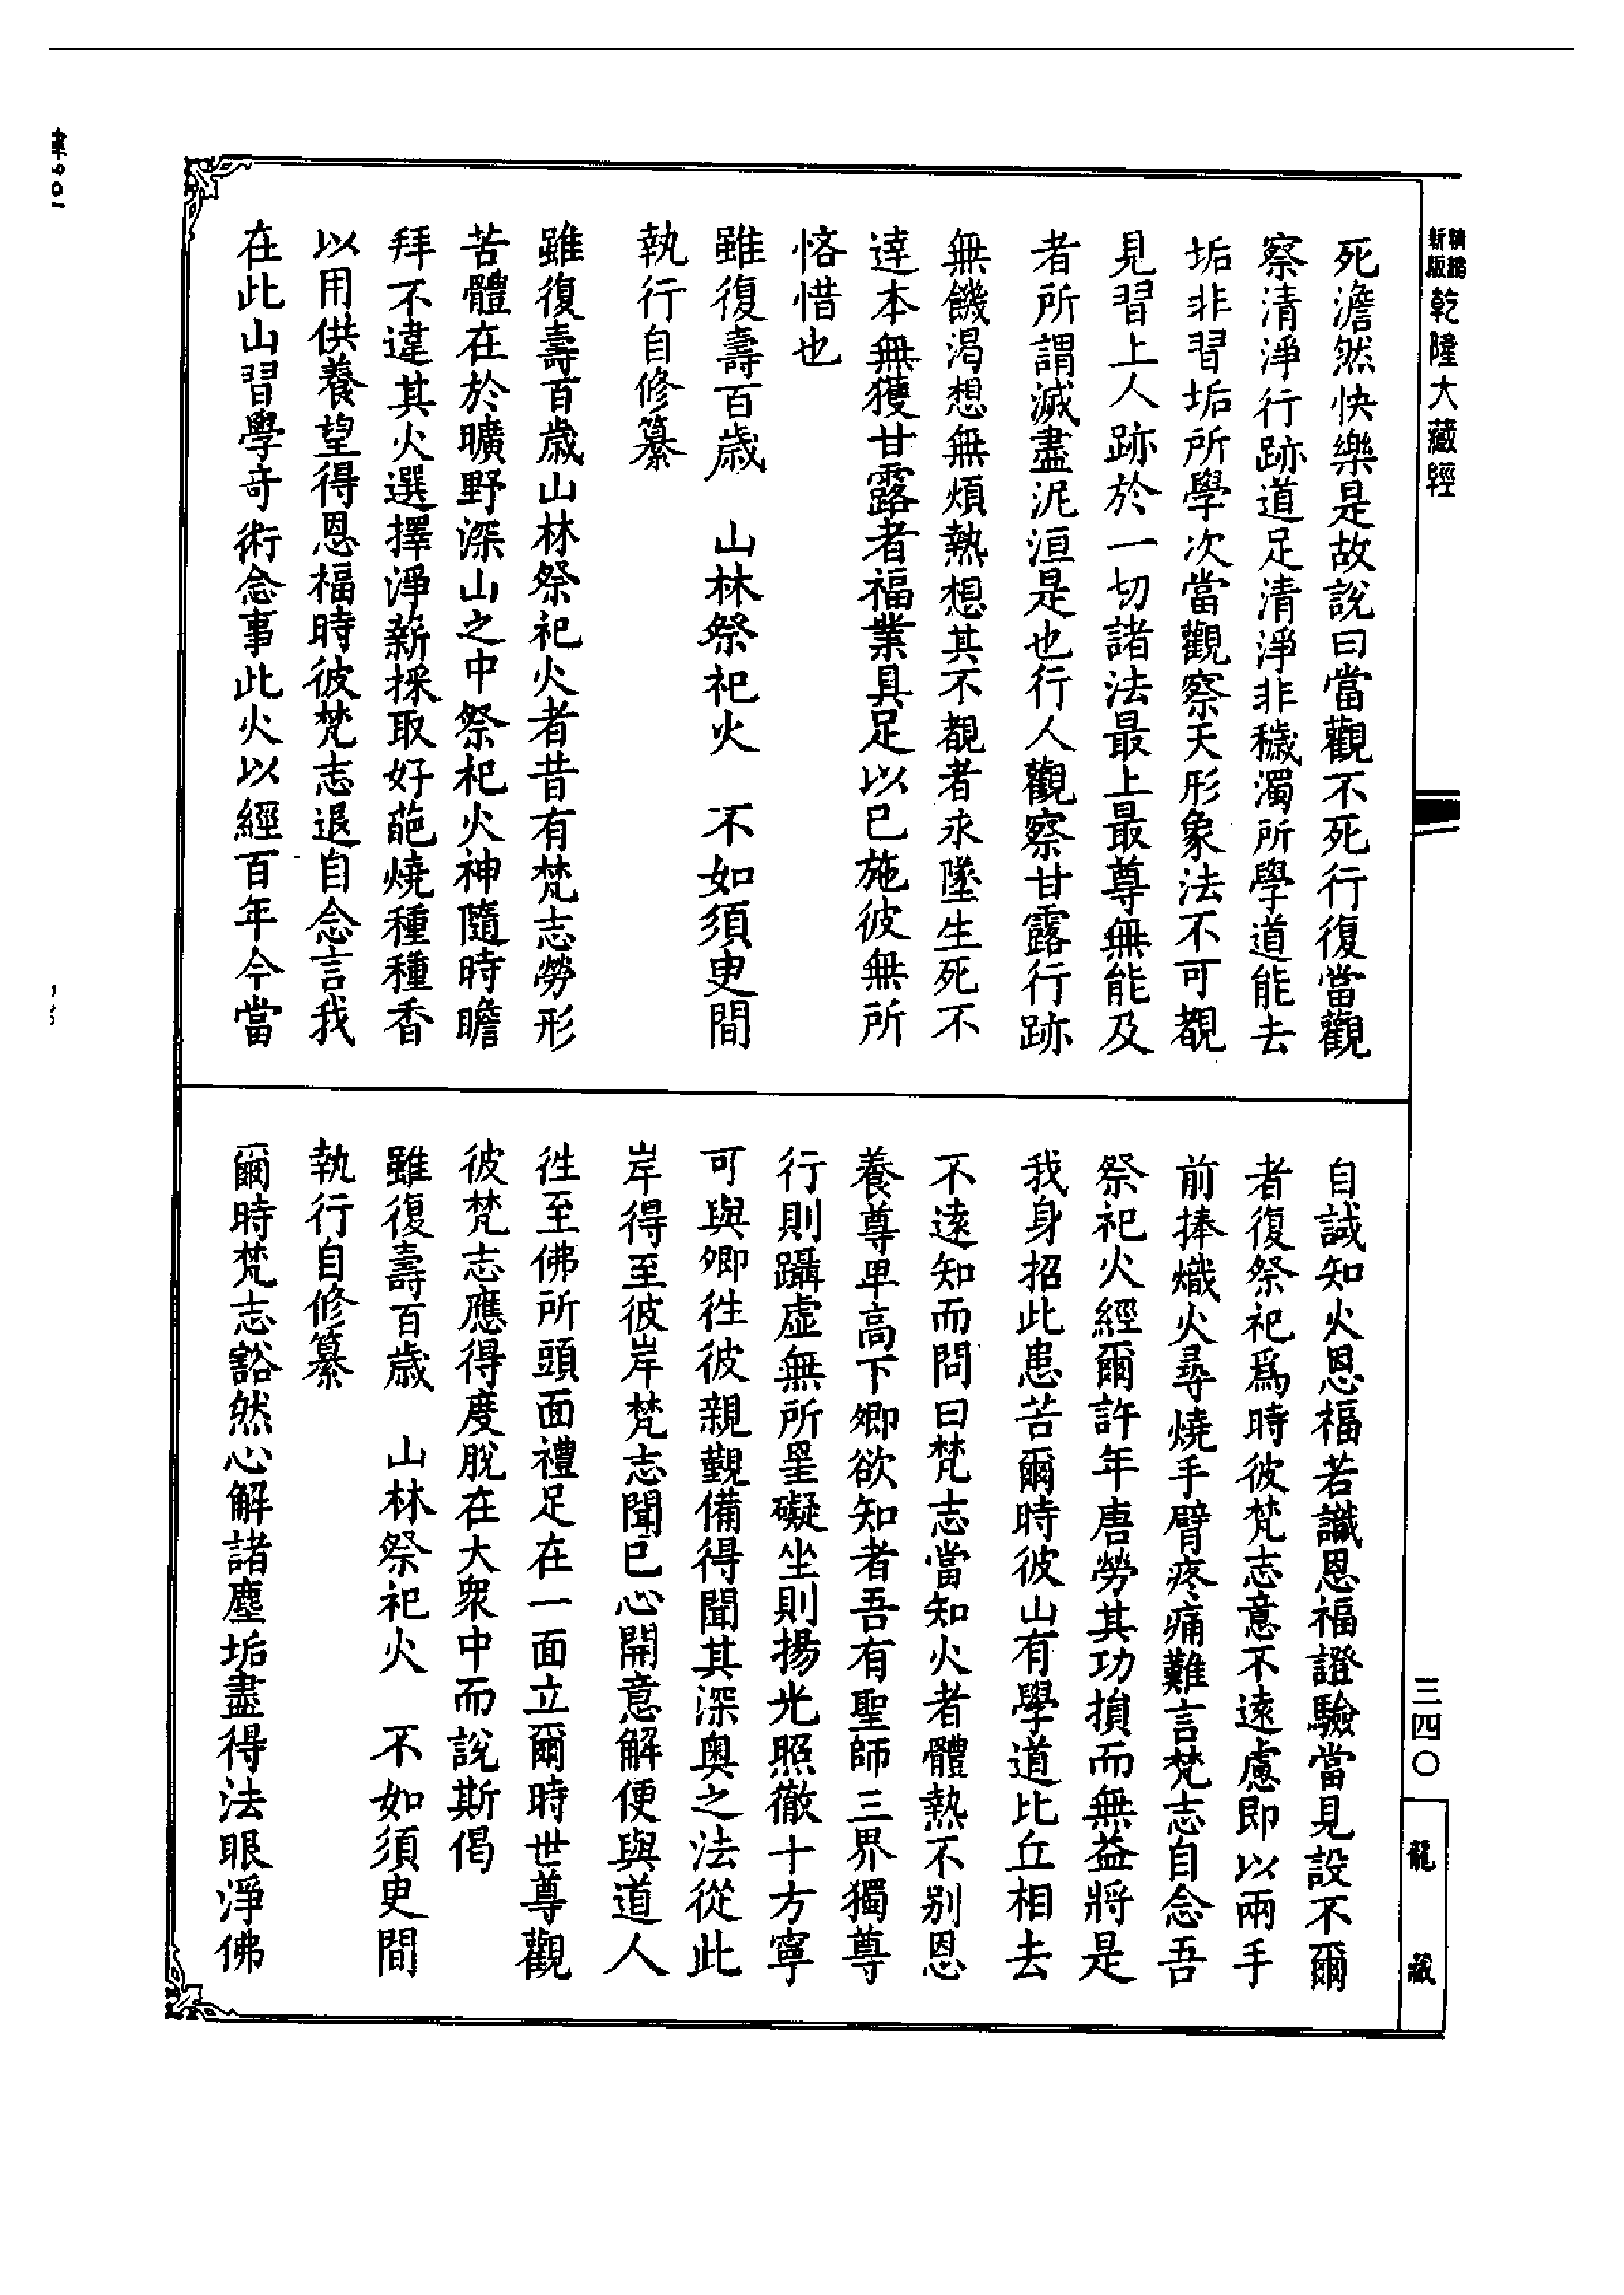 新版精縮乾隆大藏經
死澹然快樂是故說曰當觀不死行復當觀
察清淨行跡道足清淨非穢濁所學道能去
垢非習垢所學次當觀察天形象法不可覩
見習上人跡於一切諸法最上最尊無能及
者所謂滅盡泥洹是也行人觀察甘露行跡
無饑渴想無煩熱想其不覩者永墜生死不
達本無獲甘露者福業具足以已施彼無所
悋惜也
雖復壽百歲　山林祭祀火　不如須臾間
執行自修纂
雖復壽百歲山林祭祀火者昔有梵志勞形
苦體在於曠野深山之中祭祀火神隨時瞻
拜不違其火選擇淨薪採取好葩燒種種香
以用供養望得恩福時彼梵志退自念言我
在此山習學奇術念事此火以經百年今當
自試知火恩福若識恩福證驗當見設不爾
者復祭祀爲時彼梵志意不遠慮即以兩手
前捧熾火尋燒手臂疼痛難言梵志自念吾
祭祀火經爾許年唐勞其功損而無益將是
我身招此患苦爾時彼山有學道比丘相去
不遠知而問曰梵志當知火者體熱不別恩
養尊卑高下卿欲知者吾有聖師三界獨尊
行則躡虛無所罣礙坐則揚光照徹十方寧
可與卿徃彼親覲備得聞其深奧之法從此
岸得至彼岸梵志聞已心開意解便與道人
徃至佛所頭面禮足在一面立爾時世尊觀
彼梵志應得度脫在大衆中而說斯偈
雖復壽百歲　山林祭祀火　不如須臾間
執行自修纂
爾時梵志豁然心解諸塵垢盡得法眼淨佛
三四〇
龍藏